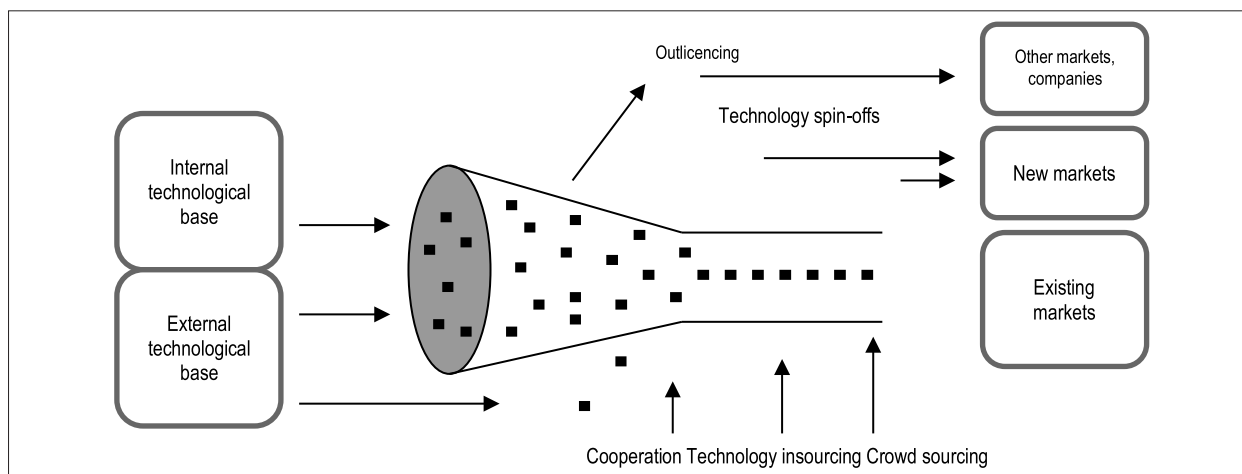 Outlicencing
Other markets,
companies
Technology spin-offs
Internal
technological
base
New markets
External
technological
base
Existing
markets
Cooperation Technology insourcing Crowd sourcing